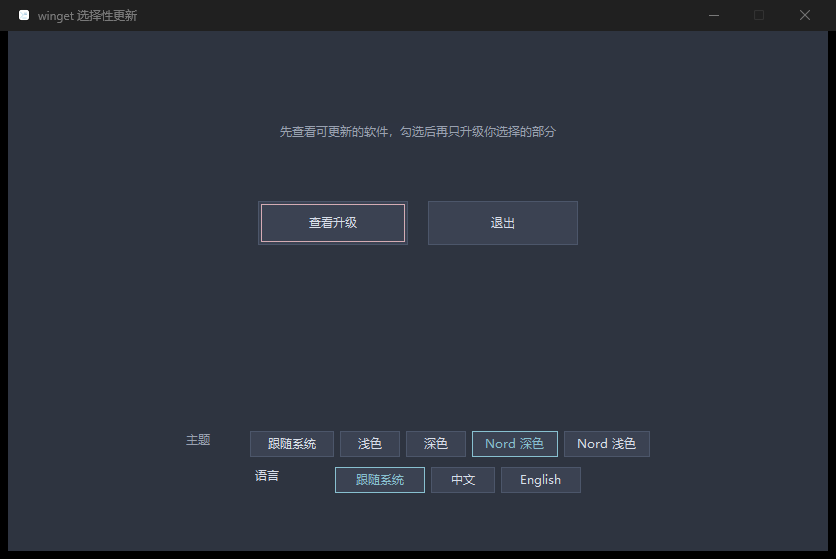 winget 选择性更新
先查看可更新的软件，勾选后再只升级你选择的部分
查看升级 退出
主题 跟随系统 浅色 深色 Nord 深色 Nord 浅色
语言 跟随系统 中文 English